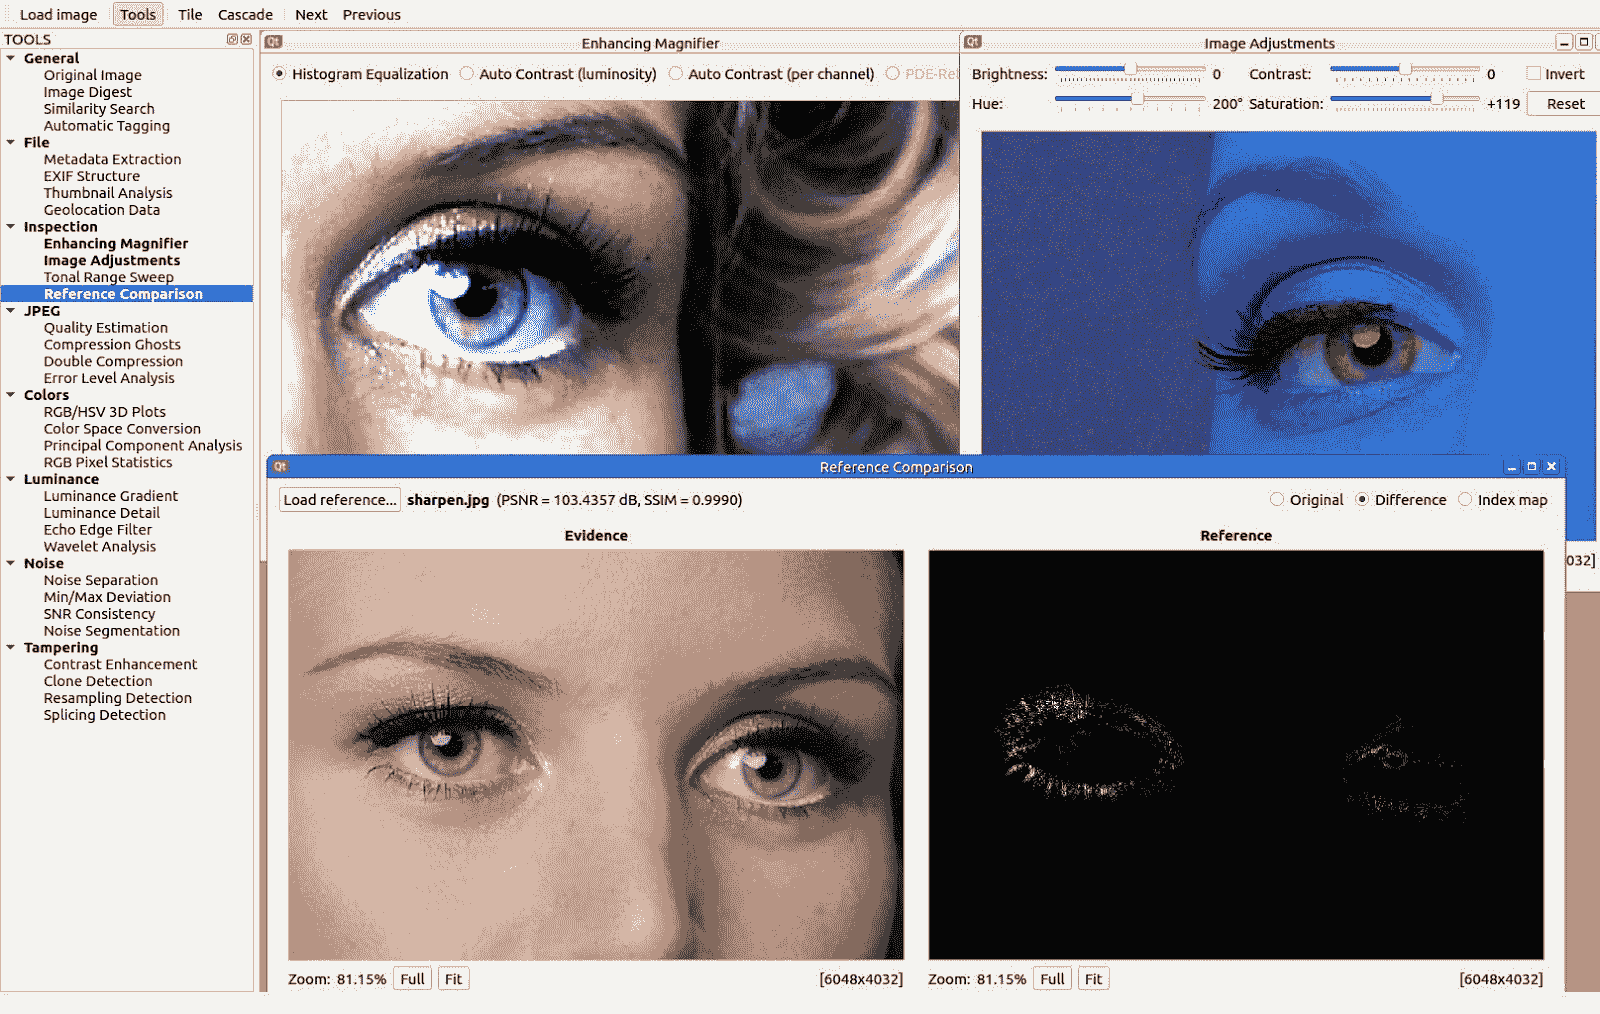 Load image Tools Tile Cascade Next Previous
TOOLS
General
Original Image
Image Digest
Similarity Search
Automatic Tagging
File
Metadata Extraction
EXIF Structure
Thumbnail Analysis
Geolocation Data
Inspection
Enhancing Magnifier
Image Adjustments
Tonal Range Sweep
Reference Comparison
JPEG
Quality Estimation
Compression Ghosts
Double Compression
Error Level Analysis
Colors
RGB/HSV 3D Plots
Color Space Conversion
Principal Component Analysis
RGB Pixel Statistics
Luminance
Luminance Gradient
Luminance Detail
Echo Edge Filter
Wavelet Analysis
Noise
Noise Separation
Min/Max Deviation
SNR Consistency
Noise Segmentation
Tampering
Contrast Enhancement
Clone Detection
Resampling Detection
Splicing Detection
Qt Enhancing Magnifier
Histogram Equalization Auto Contrast (luminosity) Auto Contrast (per channel) PDE-Ret
Qt Image Adjustments
Brightness: 0 Contrast: 0 Invert
Hue: 200° Saturation: +119 Reset
032]
Qt Reference Comparison
Load reference... sharpen.jpg (PSNR = 103.4357 dB, SSIM = 0.9990) Original Difference Index map
Evidence Reference
Zoom: 81.15% Full Fit [6048x4032] Zoom: 81.15% Full Fit [6048x4032]